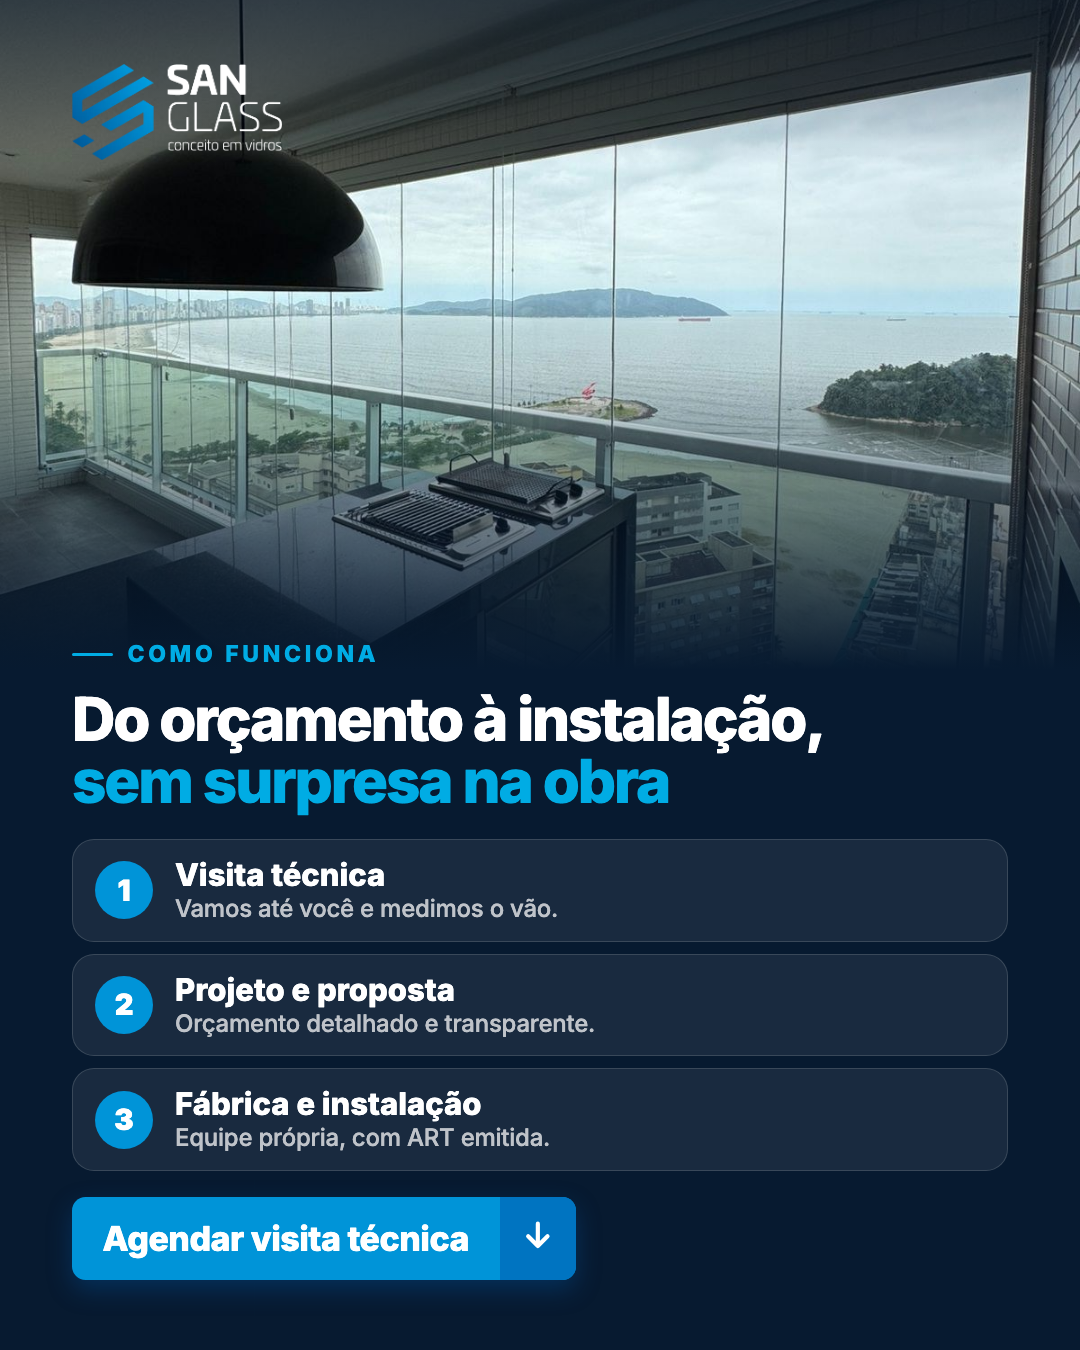 SAN
GLASS
conceito em vidros
COMO FUNCIONA
Do orçamento à instalação,
sem surpresa na obra
1
Visita técnica
Vamos até você e medimos o vão.
2
Projeto e proposta
Orçamento detalhado e transparente.
3
Fábrica e instalação
Equipe própria, com ART emitida.
Agendar visita técnica